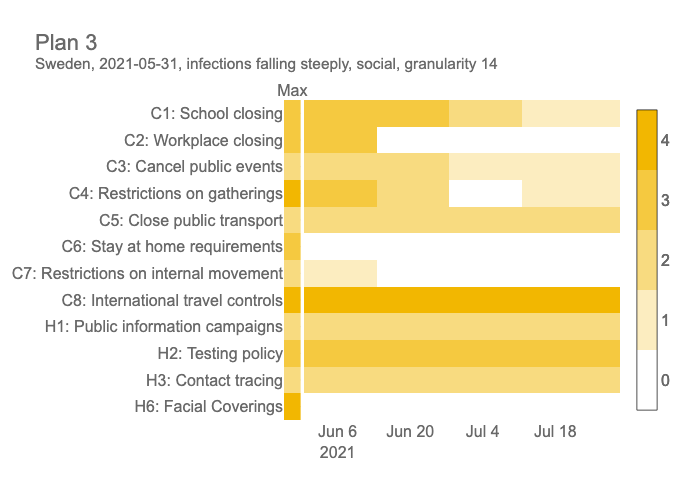 Plan 3
Sweden, 2021-05-31, infections falling steeply, social, granularity 14
Max
C1: School closing
C2: Workplace closing
C3: Cancel public events
C4: Restrictions on gatherings
C5: Close public transport
C6: Stay at home requirements
C7: Restrictions on internal movement
C8: International travel controls
H1: Public information campaigns
H2: Testing policy
H3: Contact tracing
H6: Facial Coverings
4
3
2
1
0
Jun 6 Jun 20 Jul 4 Jul 18
2021